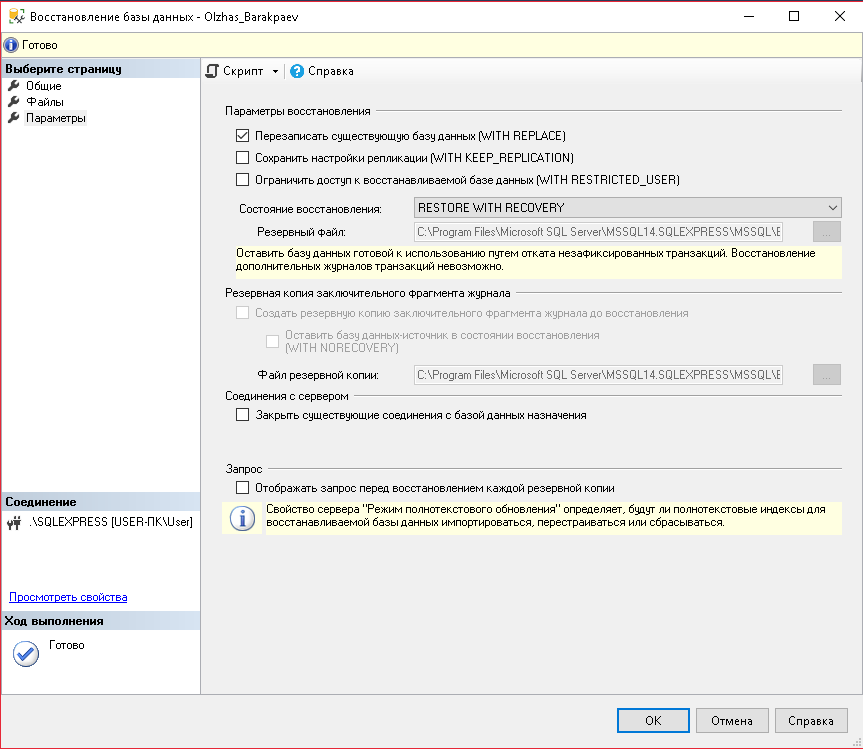 Восстановление базы данных - Olzhas_Barakpaev
Готово
Выберите страницу
Общие
Файлы
Параметры
Скрипт
Справка
Параметры восстановления
Перезаписать существующую базу данных (WITH REPLACE)
Сохранить настройки репликации (WITH KEEP_REPLICATION)
Ограничить доступ к восстанавливаемой базе данных (WITH RESTRICTED_USER)
Состояние восстановления:
RESTORE WITH RECOVERY
Резервный файл:
C:\Program Files\Microsoft SQL Server\MSSQL14.SQLEXPRESS\MSSQL\B
...
Оставить базу данных готовой к использованию путем отката незафиксированных транзакций. Восстановление
дополнительных журналов транзакций невозможно.
Резервная копия заключительного фрагмента журнала
Создать резервную копию заключительного фрагмента журнала до восстановления
Оставить базу данных-источник в состоянии восстановления
(WITH NORECOVERY)
Файл резервной копии:
C:\Program Files\Microsoft SQL Server\MSSQL14.SQLEXPRESS\MSSQL\B
...
Соединения с сервером
Закрыть существующие соединения с базой данных назначения
Запрос
Отображать запрос перед восстановлением каждой резервной копии
Свойство сервера "Режим полнотекстового обновления" определяет, будут ли полнотекстовые индексы для
восстанавливаемой базы данных импортироваться, перестраиваться или сбрасываться.
Соединение
.\SQLEXPRESS [USER-ПК\User]
Просмотреть свойства
Ход выполнения
Готово
OK
Отмена
Справка